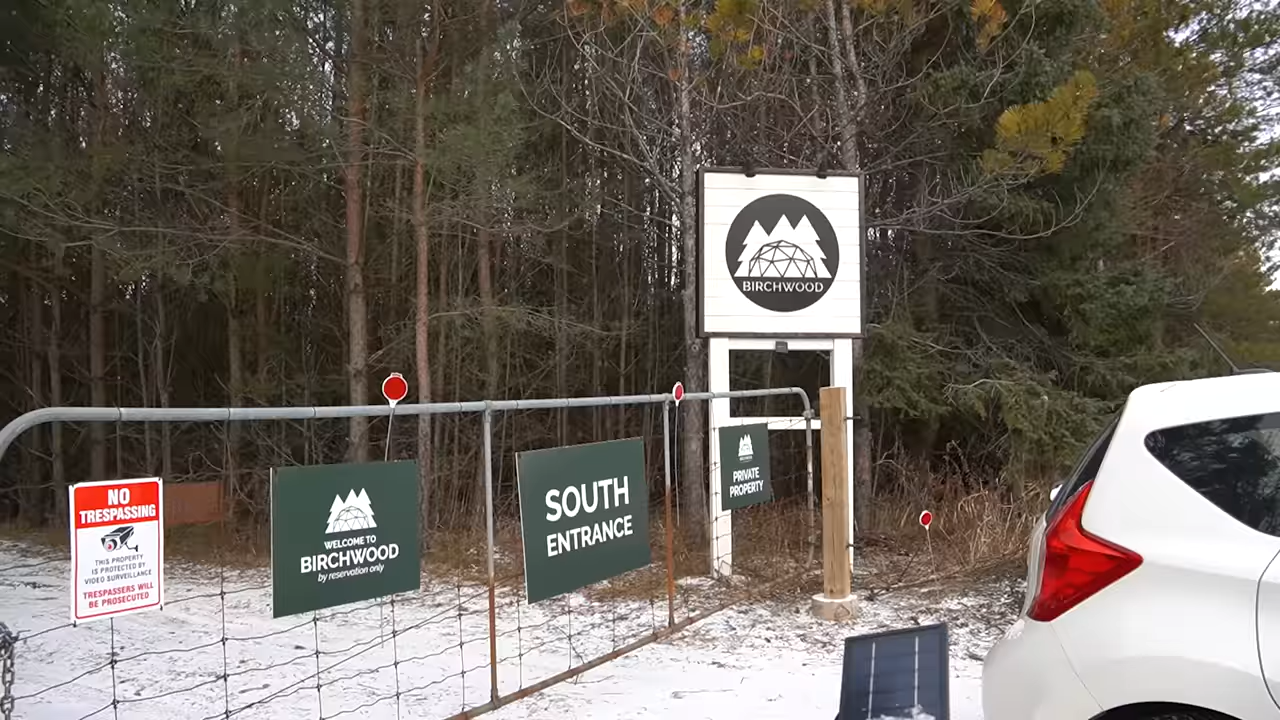 BIRCHWOOD
NO
TRESPASSING
THIS PROPERTY
IS PROTECTED BY
VIDEO SURVEILLANCE
TRESPASSERS WILL
BE PROSECUTED
WELCOME TO
BIRCHWOOD
by reservation only
SOUTH
ENTRANCE
PRIVATE
PROPERTY